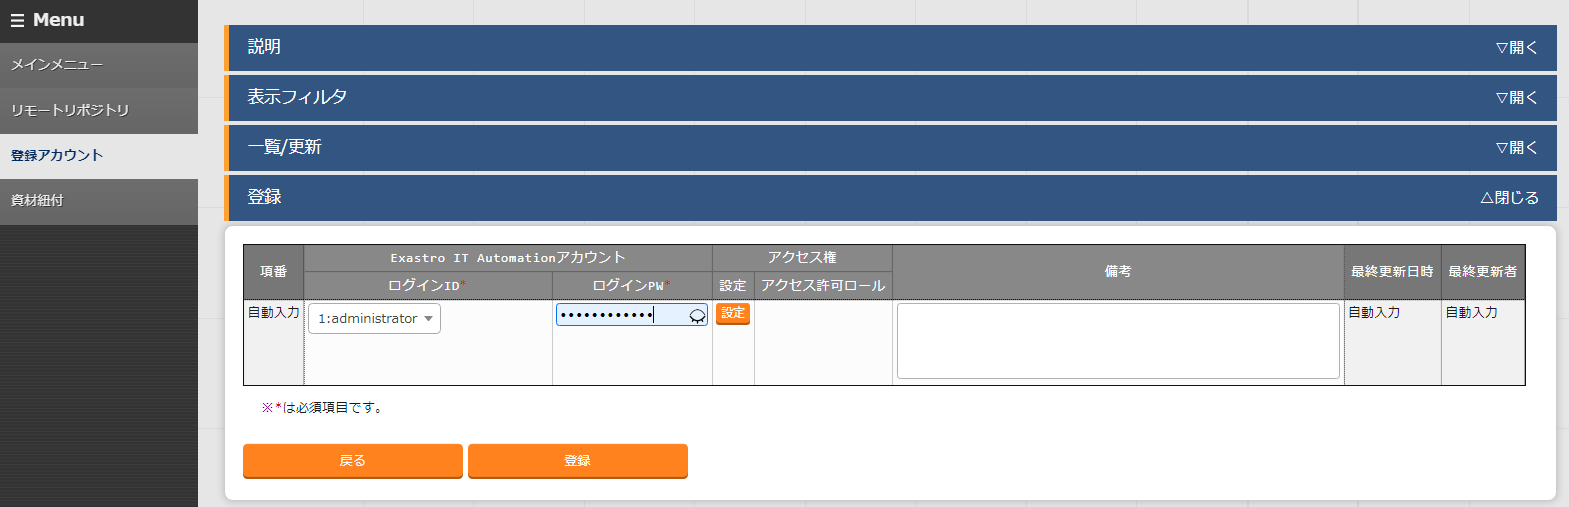 Menu
メインメニュー
リモートリポジトリ
登録アカウント
資材紐付
説明 ▽開く
表示フィルタ ▽開く
一覧/更新 ▽開く
登録 △閉じる
項番 Exastro IT Automationアカウント アクセス権 備考 最終更新日時 最終更新者
ログインID* ログインPW* 設定 アクセス許可ロール
自動入力 1:administrator •••••••••••• 設定 自動入力 自動入力
※*は必須項目です。
戻る 登録